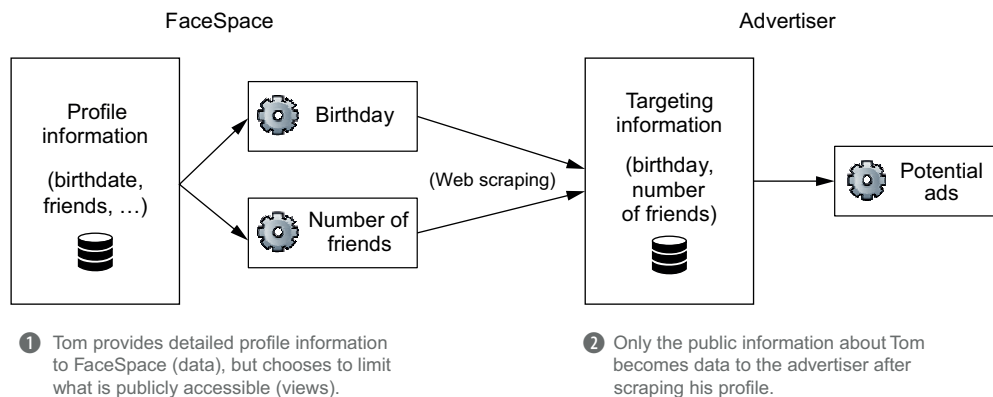 FaceSpace
Advertiser
Profile
information
(birthdate,
friends, …)
Birthday
Number of
friends
(Web scraping)
Targeting
information
(birthday,
number
of friends)
Potential
ads
1 Tom provides detailed profile information
to FaceSpace (data), but chooses to limit
what is publicly accessible (views).
2 Only the public information about Tom
becomes data to the advertiser after
scraping his profile.